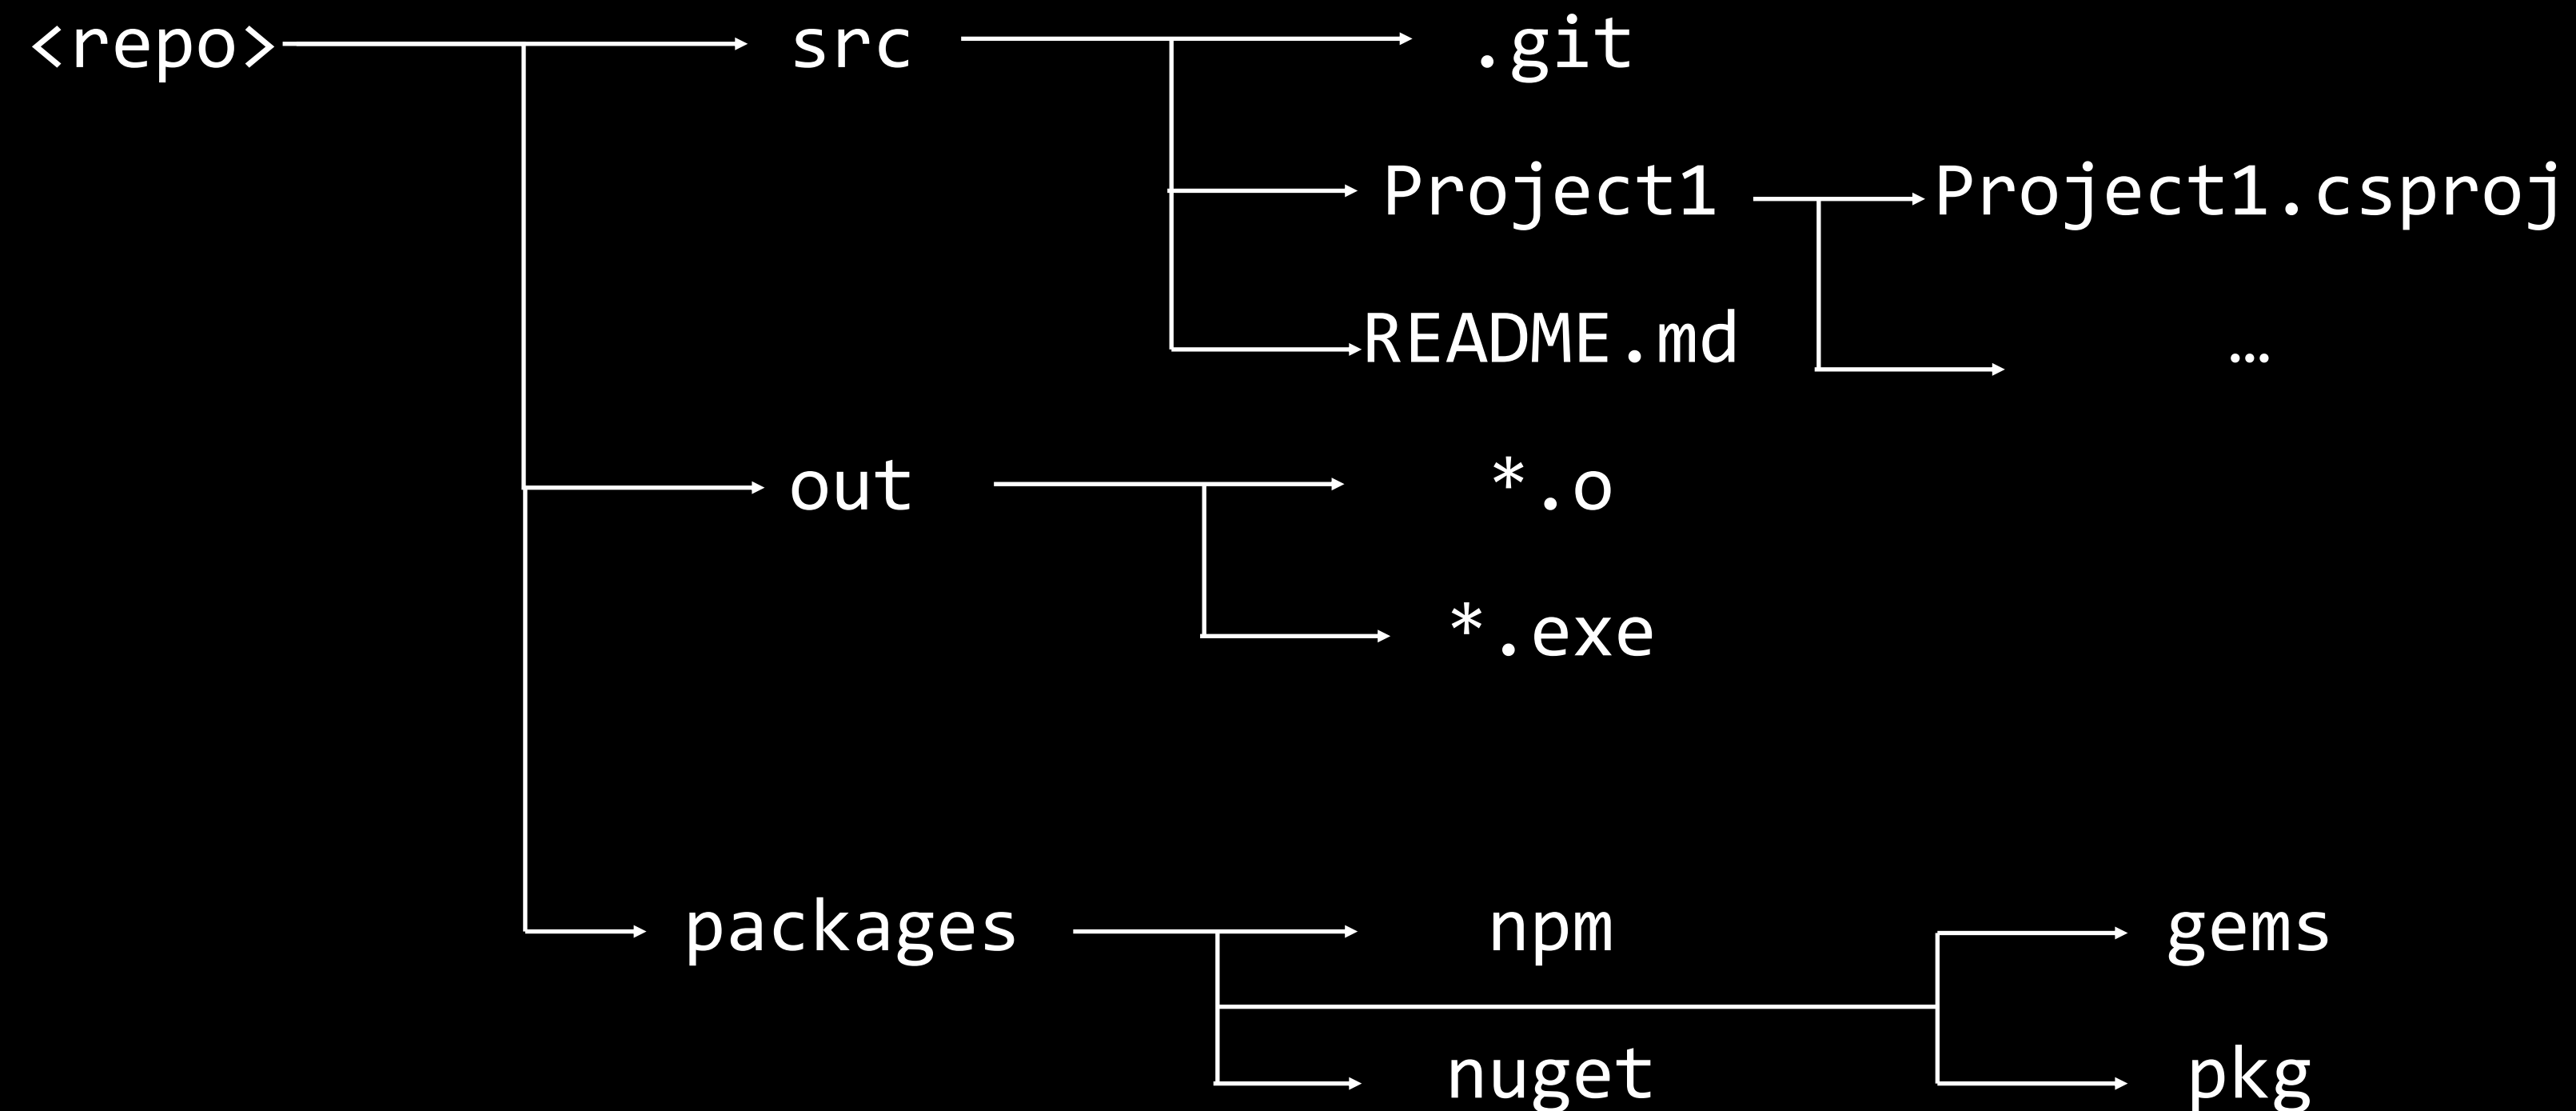 <repo> src .git
Project1 Project1.csproj
README.md …
out *.o
*.exe
packages npm gems
nuget pkg